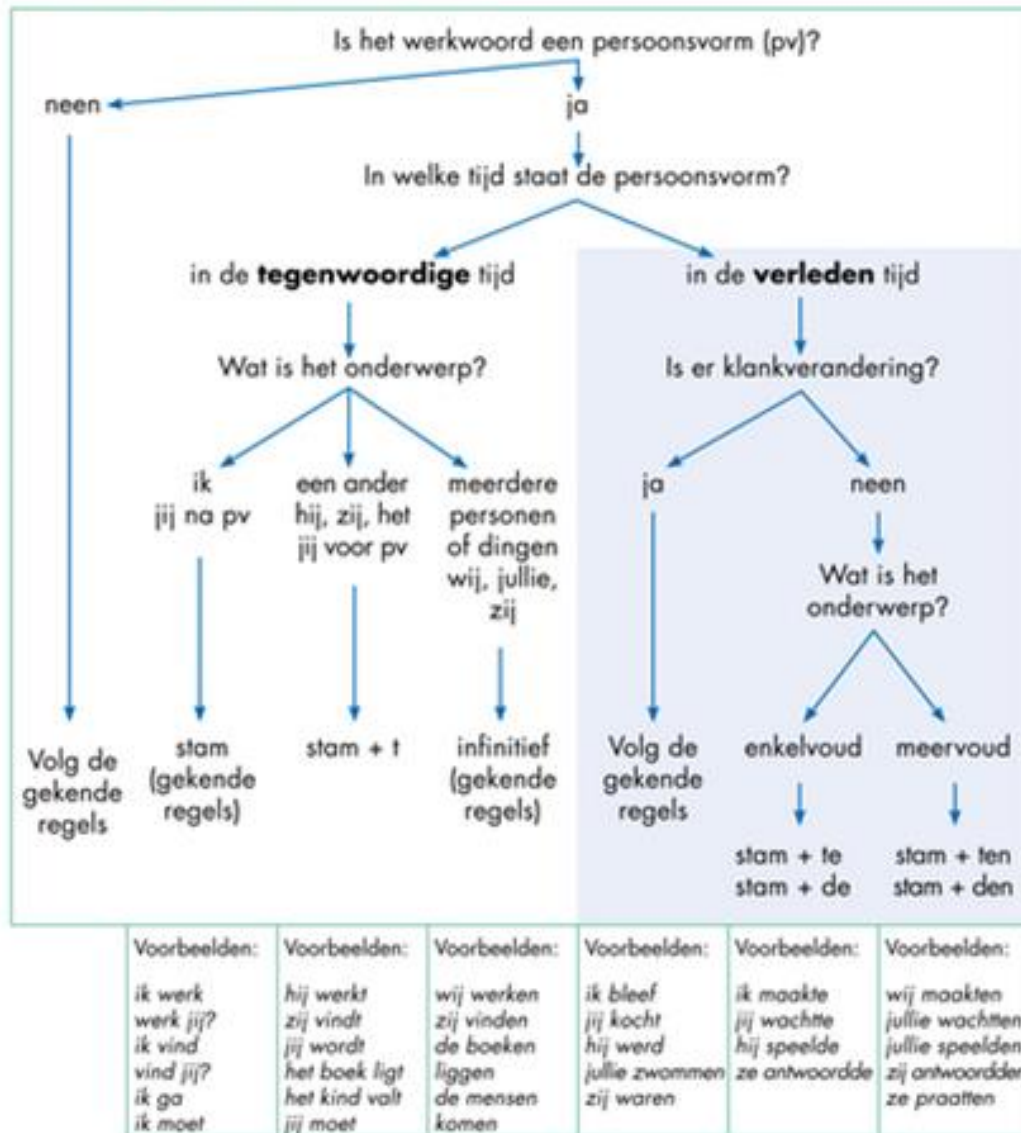 Is het werkwoord een persoonsvorm (pv)?
neen
ja
In welke tijd staat de persoonsvorm?
in de tegenwoordige tijd
in de verleden tijd
Wat is het onderwerp?
Is er klankverandering?
ik
jij na pv
een ander
hij, zij, het
jij voor pv
meerdere
personen
of dingen
wij, jullie,
zij
ja
neen
Wat is het
onderwerp?
Volg de
gekende
regels
stam
(gekende
regels)
stam + t
infinitief
(gekende
regels)
Volg de
gekende
regels
enkelvoud
meervoud
stam + te
stam + de
stam + ten
stam + den
Voorbeelden:
ik werk
werk jij?
ik vind
vind jij?
ik ga
ik moet
Voorbeelden:
hij werkt
zij vindt
jij wordt
het boek ligt
het kind valt
jij moet
Voorbeelden:
wij werken
zij vinden
de boeken
liggen
de mensen
komen
Voorbeelden:
ik bleef
jij kocht
hij werd
jullie zwommen
zij waren
Voorbeelden:
ik maakte
jij wachtte
hij speelde
ze antwoordde
Voorbeelden:
wij maakten
jullie wachtten
jullie speelden
zij antwoordden
ze praatten